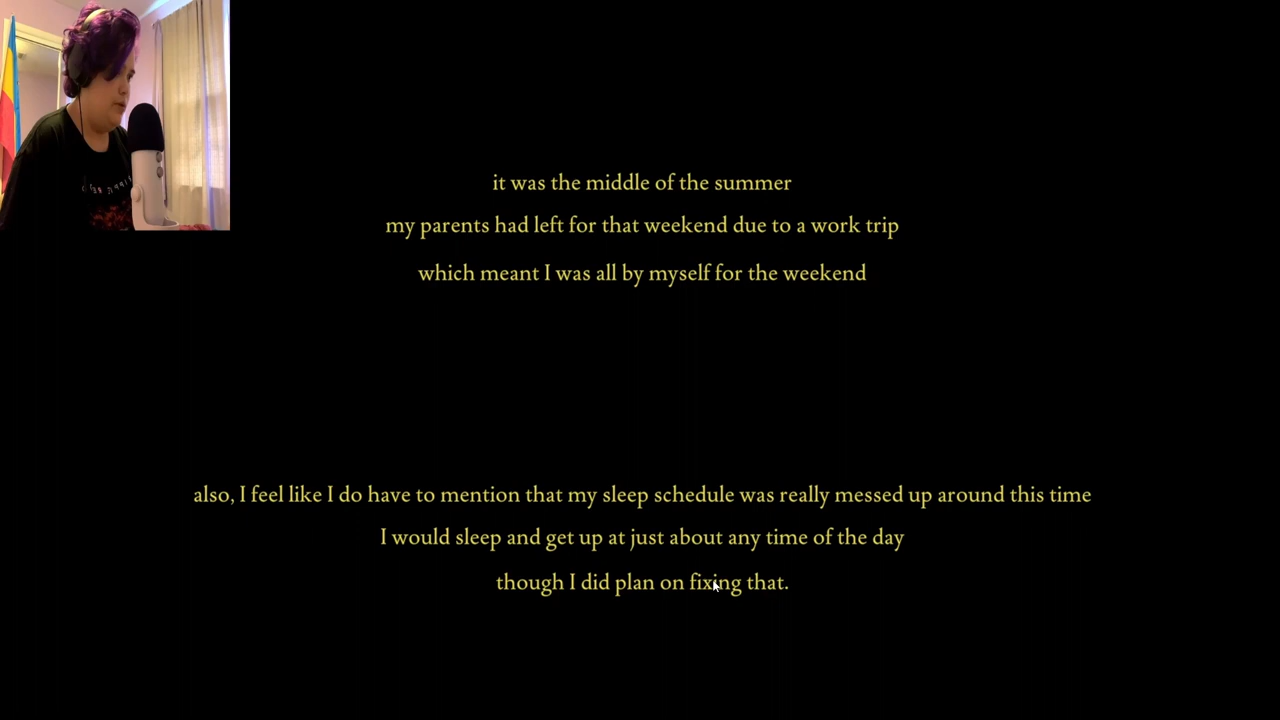 it was the middle of the summer
my parents had left for that weekend due to a work trip
which meant I was all by myself for the weekend
also, I feel like I do have to mention that my sleep schedule was really messed up around this time
I would sleep and get up at just about any time of the day
though I did plan on fixing that.